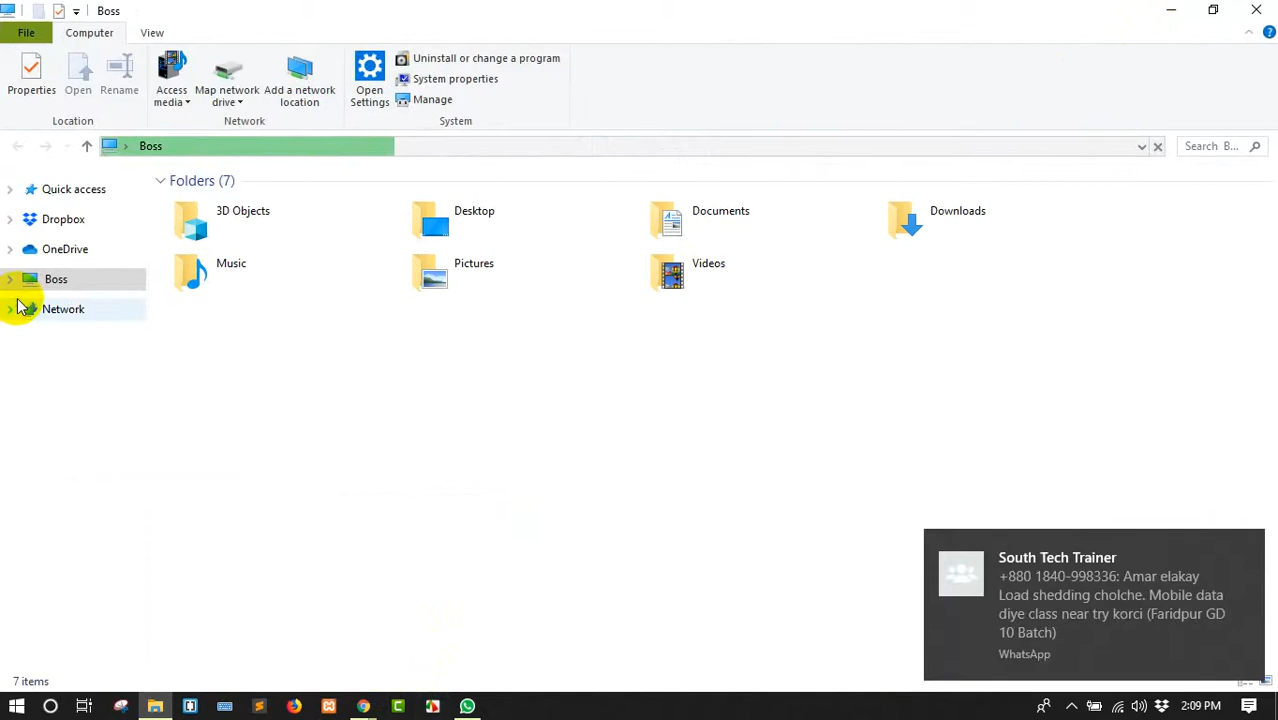 Boss
File Computer View
Properties Open Rename Access media Map network drive Add a network location Open Settings Uninstall or change a program
System properties
Manage
Location Network System
Boss Search B...
Quick access
Dropbox
OneDrive
Boss
Network
Folders (7)
3D Objects Desktop Documents Downloads
Music Pictures Videos
South Tech Trainer
+880 1840-998336: Amar elakay
Load shedding cholche. Mobile data
diye class near try korci (Faridpur GD
10 Batch)
WhatsApp
7 items
2:09 PM